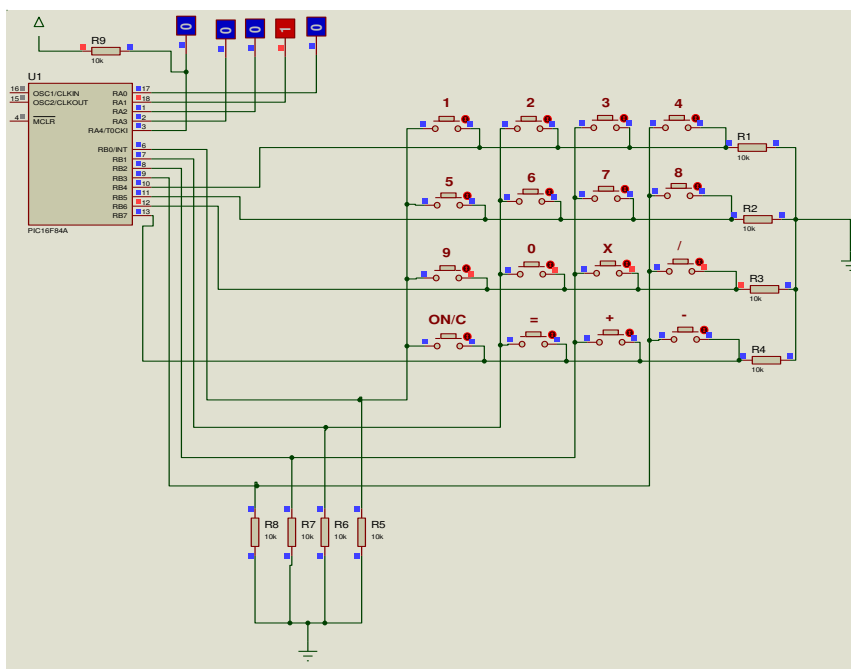 0 0 0 1 0
R9
10k
U1
16 OSC1/CLKIN RA0 17
15 OSC2/CLKOUT RA1 18
RA2 1
4 MCLR RA3 2
RA4/T0CKI 3
RB0/INT 6
RB1 7
RB2 8
RB3 9
RB4 10
RB5 11
RB6 12
RB7 13
PIC16F84A
1 2 3 4
R1
10k
5 6 7 8
R2
10k
9 0 X /
R3
10k
ON/C = + -
R4
10k
R8 R7 R6 R5
10k 10k 10k 10k